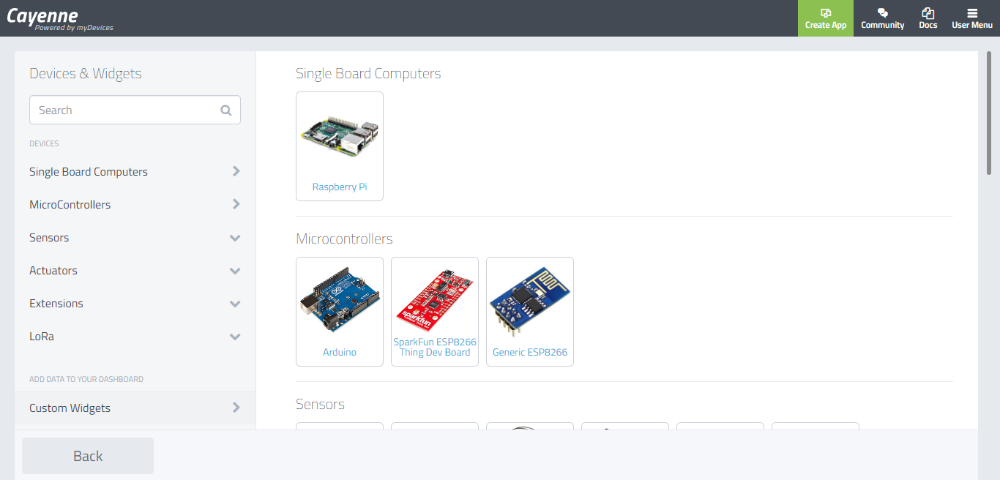 Cayenne
Powered by myDevices
Create App
Community
Docs
User Menu
Devices & Widgets
Search
DEVICES
Single Board Computers
MicroControllers
Sensors
Actuators
Extensions
LoRa
ADD DATA TO YOUR DASHBOARD
Custom Widgets
Back
Single Board Computers
Raspberry Pi
Microcontrollers
Arduino
sparkfun
SparkFun ESP8266
Thing Dev Board
Generic ESP8266
Sensors